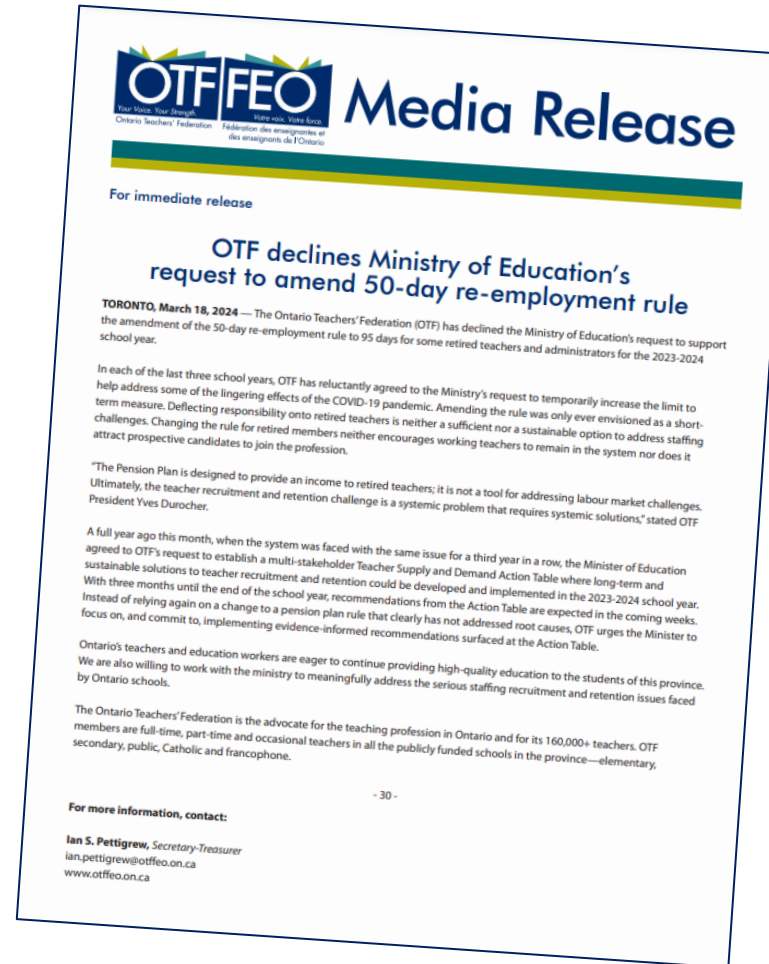 OTF FEO
Your Voice. Your Strength.
Votre voix. Votre force.
Ontario Teachers' Federation
Fédération des enseignantes et
des enseignants de l'Ontario
Media Release
For immediate release
OTF declines Ministry of Education's
request to amend 50-day re-employment rule
TORONTO, March 18, 2024 — The Ontario Teachers' Federation (OTF) has declined the Ministry of Education's request to support
the amendment of the 50-day re-employment rule to 95 days for some retired teachers and administrators for the 2023-2024
school year.
In each of the last three school years, OTF has reluctantly agreed to the Ministry's request to temporarily increase the limit to
help address some of the lingering effects of the COVID-19 pandemic. Amending the rule was only ever envisioned as a short-
term measure. Deflecting responsibility onto retired teachers is neither a sufficient nor a sustainable option to address staffing
challenges. Changing the rule for retired members neither encourages working teachers to remain in the system nor does it
attract prospective candidates to join the profession.
"The Pension Plan is designed to provide an income to retired teachers; it is not a tool for addressing labour market challenges.
Ultimately, the teacher recruitment and retention challenge is a systemic problem that requires systemic solutions," stated OTF
President Yves Durocher.
A full year ago this month, when the system was faced with the same issue for a third year in a row, the Minister of Education
agreed to OTF's request to establish a multi-stakeholder Teacher Supply and Demand Action Table where long-term and
sustainable solutions to teacher recruitment and retention could be developed and implemented in the 2023-2024 school year.
With three months until the end of the school year, recommendations from the Action Table are expected in the coming weeks.
Instead of relying again on a change to a pension plan rule that clearly has not addressed root causes, OTF urges the Minister to
focus on, and commit to, implementing evidence-informed recommendations surfaced at the Action Table.
Ontario's teachers and education workers are eager to continue providing high-quality education to the students of this province.
We are also willing to work with the ministry to meaningfully address the serious staffing recruitment and retention issues faced
by Ontario schools.
The Ontario Teachers' Federation is the advocate for the teaching profession in Ontario and for its 160,000+ teachers. OTF
members are full-time, part-time and occasional teachers in all the publicly funded schools in the province—elementary,
secondary, public, Catholic and francophone.
- 30 -
For more information, contact:
Ian S. Pettigrew, Secretary-Treasurer
ian.pettigrew@otffeo.on.ca
www.otffeo.on.ca